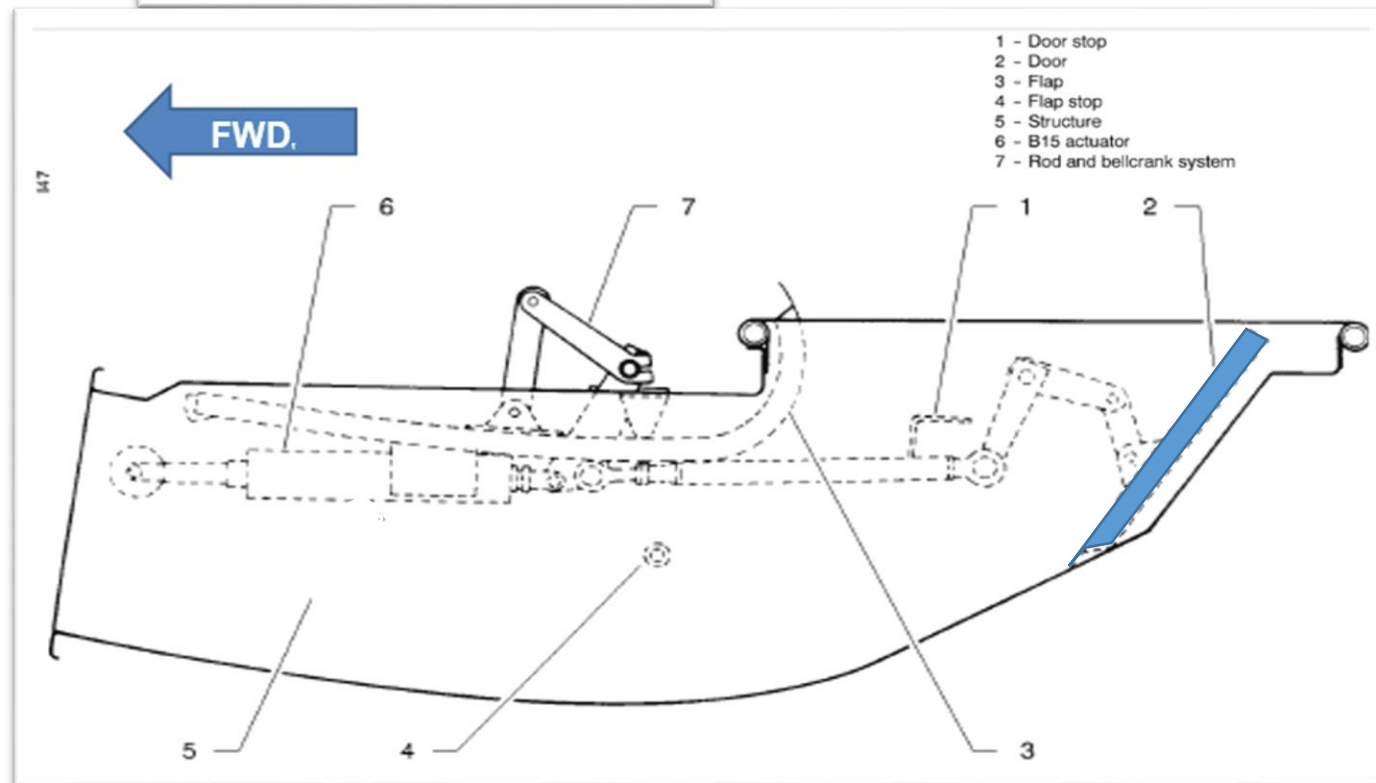 1 - Door stop
2 - Door
3 - Flap
4 - Flap stop
5 - Structure
6 - B15 actuator
7 - Rod and bellcrank system
FWD.
147
6
7
1
2
5
4
3